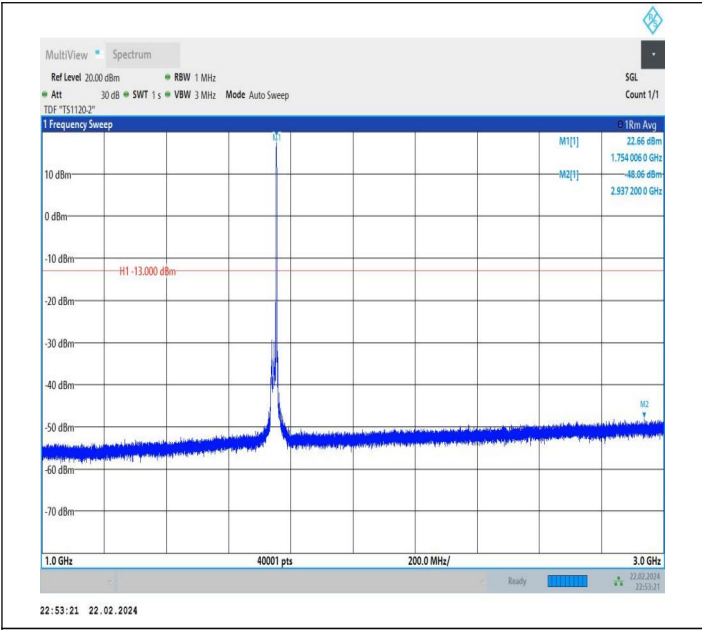 MultiView Spectrum
Ref Level 20.00 dBm RBW 1 MHz SGL
Att 30 dB SWT 1 s VBW 3 MHz Mode Auto Sweep Count 1/1
TDF "TS1120-2"
1 Frequency Sweep 1Rm Avg
M1 M1[1] 22.66 dBm
1.754 006 0 GHz
10 dBm M2[1] -48.06 dBm
2.937 200 0 GHz
0 dBm
-10 dBm
H1 -13.000 dBm
-20 dBm
-30 dBm
-40 dBm
M2
-50 dBm
-60 dBm
-70 dBm
1.0 GHz 40001 pts 200.0 MHz/ 3.0 GHz
Ready 22.02.2024
22:53:21
22:53:21 22.02.2024